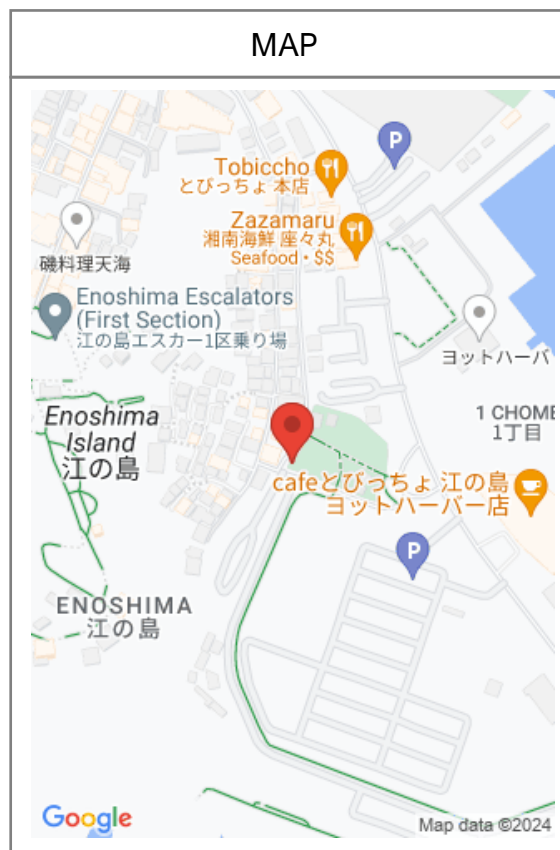 MAP
P
Tobiccho
とびっちょ 本店
Zazamaru
湘南海鮮 座々丸
Seafood • $$
磯料理天海
Enoshima Escalators
(First Section)
江の島エスカー1区乗り場
ヨットハーバ
1 CHOME
1丁目
Enoshima
Island
江の島
cafeとびっちょ 江の島
ヨットハーバー店
P
ENOSHIMA
江の島
Google
Map data ©2024